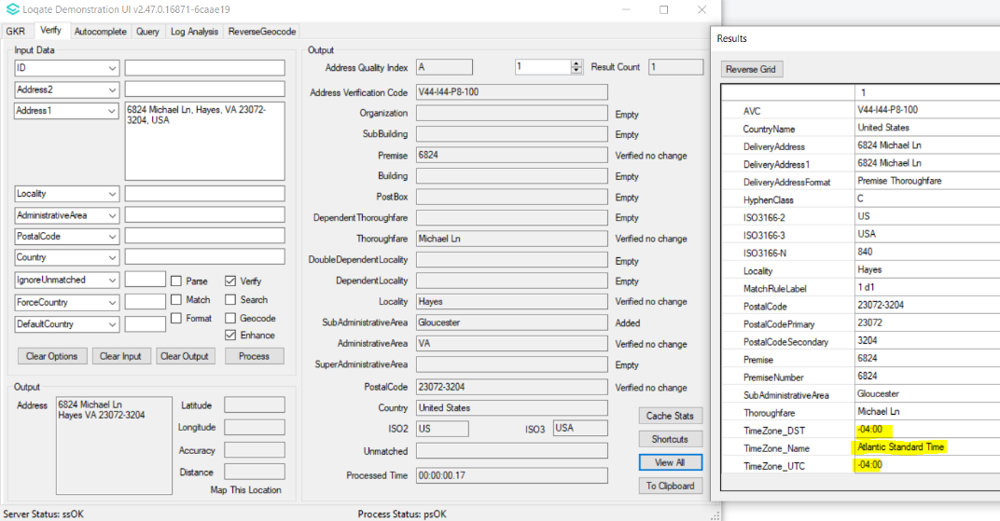 Loqate Demonstration UI v2.47.0.16871-6caae19
GKR Verify Autocomplete Query Log Analysis ReverseGeocode
Input Data
ID
Address2
Address1 6824 Michael Ln, Hayes, VA 23072-
3204, USA
Locality
AdministrativeArea
PostalCode
Country
IgnoreUnmatched Parse Verify
ForceCountry Match Search
DefaultCountry Format Geocode
Enhance
Clear Options Clear Input Clear Output Process
Output
Address 6824 Michael Ln
Hayes VA 23072-3204
Latitude
Longitude
Accuracy
Distance
Map This Location
Output
Address Quality Index A 1 Result Count 1
Address Verification Code V44-I44-P8-100
Organization Empty
SubBuilding Empty
Premise 6824 Verified no change
Building Empty
PostBox Empty
DependentThoroughfare Empty
Thoroughfare Michael Ln Verified no change
DoubleDependentLocality Empty
DependentLocality Empty
Locality Hayes Verified no change
SubAdministrativeArea Gloucester Added
AdministrativeArea VA Verified no change
SuperAdministrativeArea Empty
PostalCode 23072-3204 Verified no change
Country United States
ISO2 US ISO3 USA
Unmatched
Processed Time 00:00:00.17
Cache Stats
Shortcuts
View All
To Clipboard
Server Status: ssOK Process Status: psOK
Results
Reverse Grid
1
AVC V44-I44-P8-100
CountryName United States
DeliveryAddress 6824 Michael Ln
DeliveryAddress1 6824 Michael Ln
DeliveryAddressFormat Premise Thoroughfare
HyphenClass C
ISO3166-2 US
ISO3166-3 USA
ISO3166-N 840
Locality Hayes
MatchRuleLabel 1 d1
PostalCode 23072-3204
PostalCodePrimary 23072
PostalCodeSecondary 3204
Premise 6824
PremiseNumber 6824
SubAdministrativeArea Gloucester
Thoroughfare Michael Ln
TimeZone_DST -04:00
TimeZone_Name Atlantic Standard Time
TimeZone_UTC -04:00